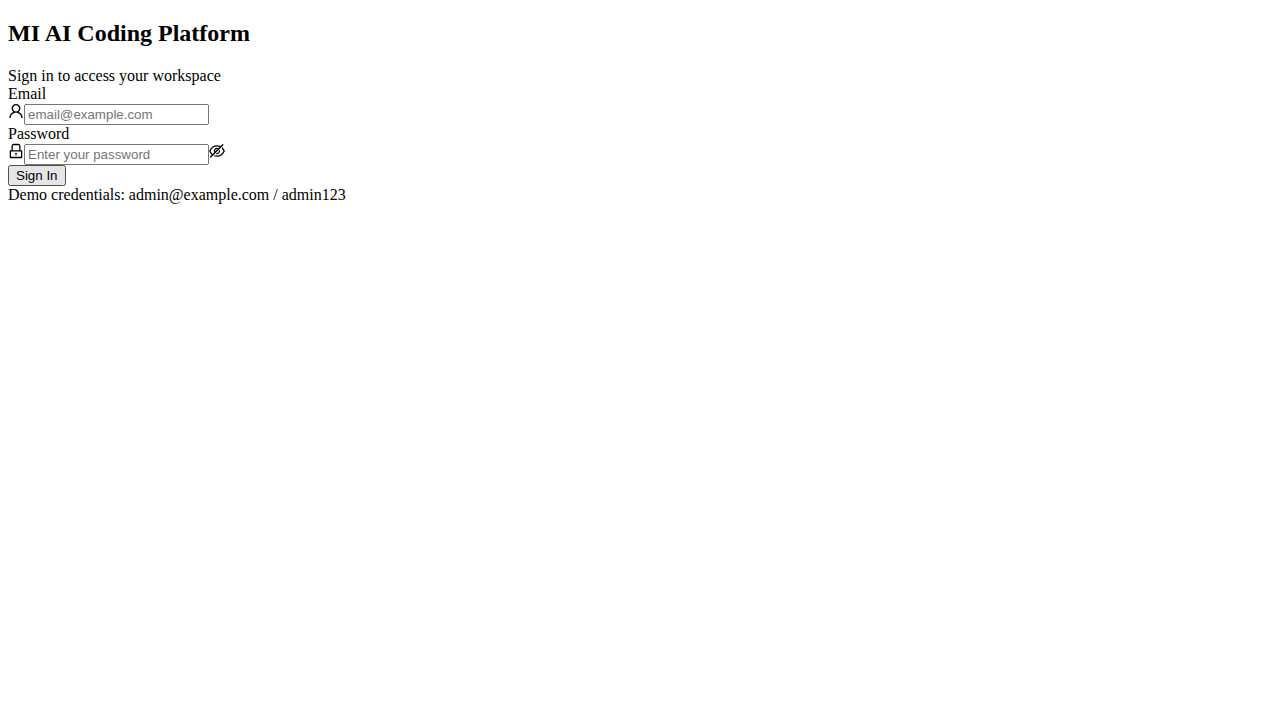 MI AI Coding Platform
Sign in to access your workspace
Email
email@example.com
Password
Enter your password
Sign In
Demo credentials: admin@example.com / admin123